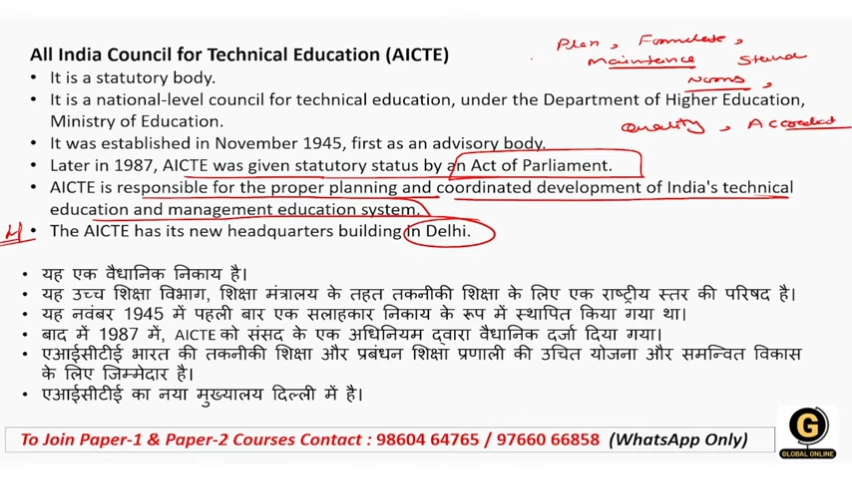 All India Council for Technical Education (AICTE)
Plan, Formulate,
Maintenance Stand
Norms,
Quality, Accredit
• It is a statutory body.
• It is a national-level council for technical education, under the Department of Higher Education,
Ministry of Education.
• It was established in November 1945, first as an advisory body.
• Later in 1987, AICTE was given statutory status by an Act of Parliament.
• AICTE is responsible for the proper planning and coordinated development of India's technical
education and management education system.
• The AICTE has its new headquarters building in Delhi.
• यह एक वैधानिक निकाय है।
• यह उच्च शिक्षा विभाग, शिक्षा मंत्रालय के तहत तकनीकी शिक्षा के लिए एक राष्ट्रीय स्तर की परिषद है।
• यह नवंबर 1945 में पहली बार एक सलाहकार निकाय के रूप में स्थापित किया गया था।
• बाद में 1987 में, AICTE को संसद के एक अधिनियम द्वारा वैधानिक दर्जा दिया गया।
• एआईसीटीई भारत की तकनीकी शिक्षा और प्रबंधन शिक्षा प्रणाली की उचित योजना और समन्वित विकास
के लिए जिम्मेदार है।
• एआईसीटीई का नया मुख्यालय दिल्ली में है।
To Join Paper-1 & Paper-2 Courses Contact : 98604 64765 / 97660 66858 (WhatsApp Only)
G
GLOBAL ONLINE